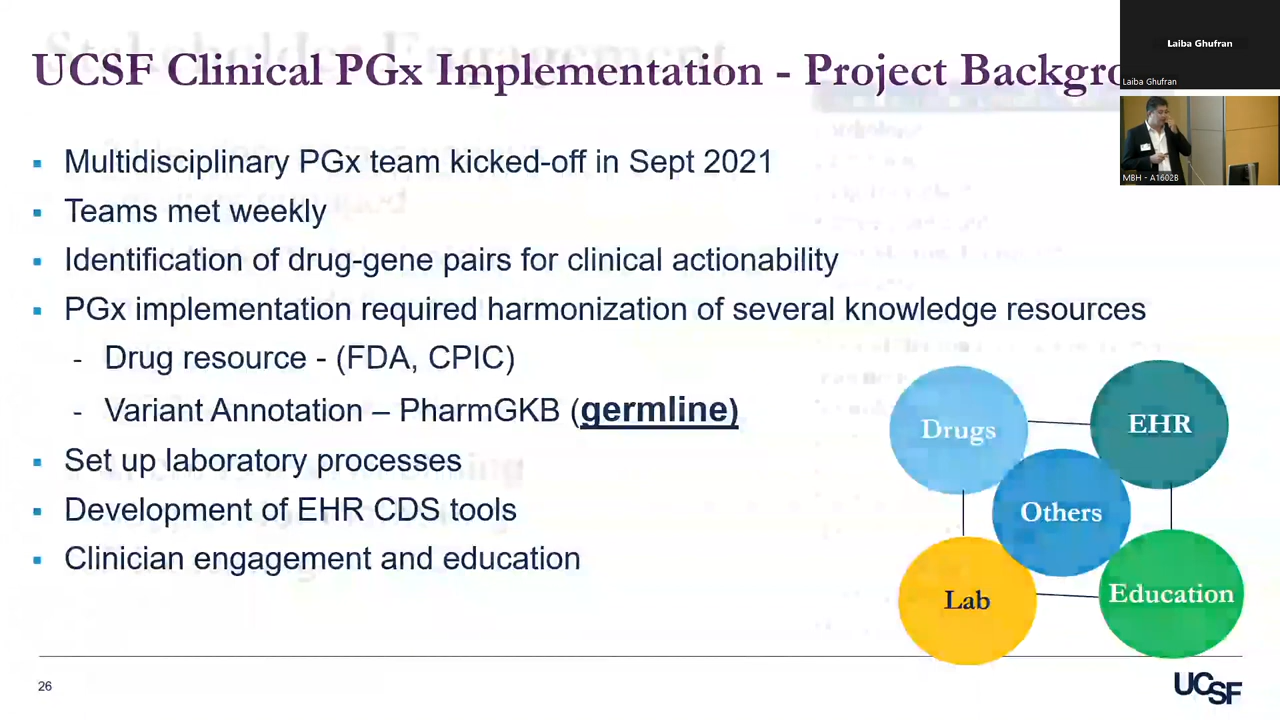 UCSF Clinical PGx Implementation - Project Backgro
Laiba Ghufran
Laiba Ghufran
MBH - A1602B
Multidisciplinary PGx team kicked-off in Sept 2021
Teams met weekly
Identification of drug-gene pairs for clinical actionability
PGx implementation required harmonization of several knowledge resources
- Drug resource - (FDA, CPIC)
- Variant Annotation – PharmGKB (germline)
Set up laboratory processes
Development of EHR CDS tools
Clinician engagement and education
Drugs
EHR
Others
Lab
Education
26
UCSF